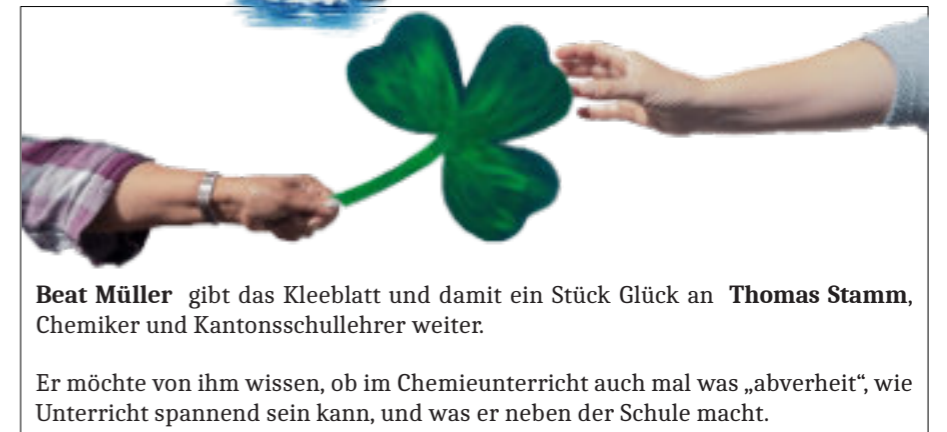 Beat Müller gibt das Kleeblatt und damit ein Stück Glück an Thomas Stamm,
Chemiker und Kantonsschullehrer weiter.
Er möchte von ihm wissen, ob im Chemieunterricht auch mal was „abverheit“, wie
Unterricht spannend sein kann, und was er neben der Schule macht.